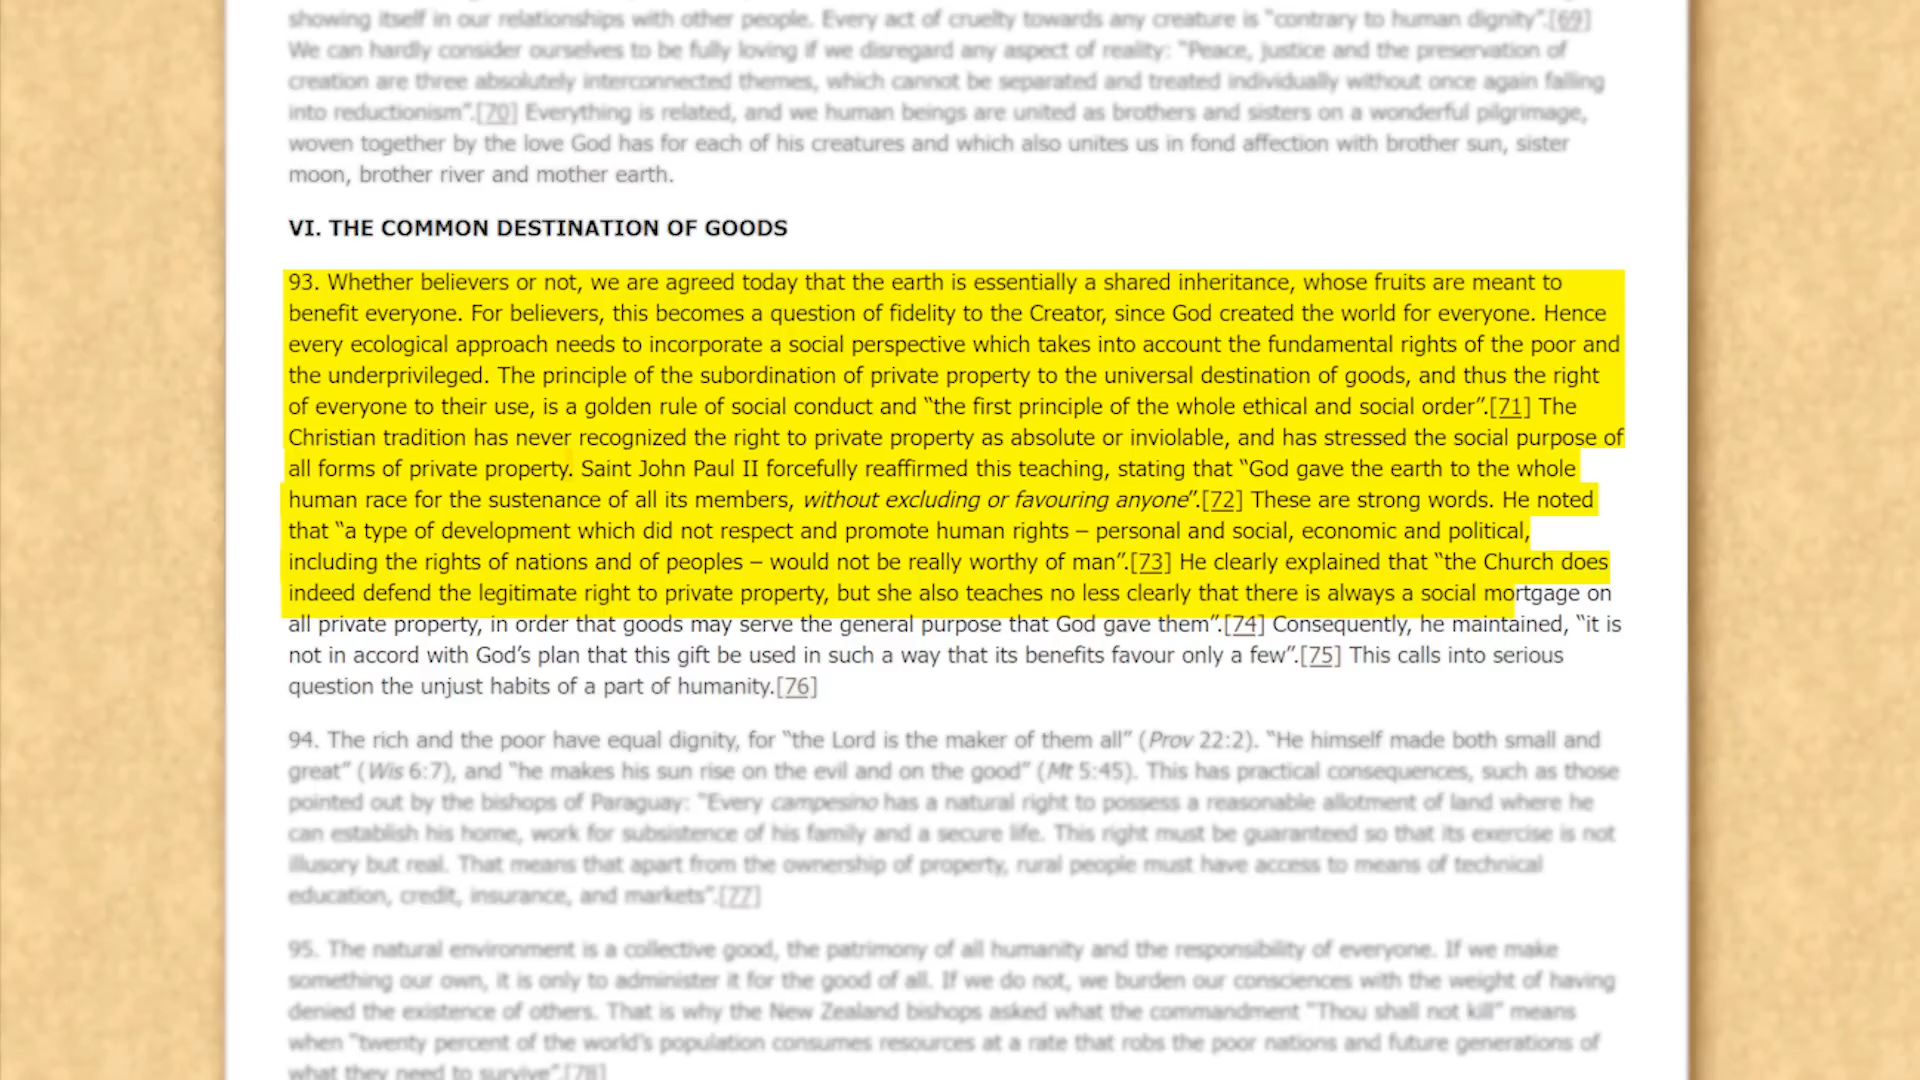 showing itself in our relationships with other people. Every act of cruelty towards any creature is “contrary to human dignity”.[69]
We can hardly consider ourselves to be fully loving if we disregard any aspect of reality: “Peace, justice and the preservation of
creation are three absolutely interconnected themes, which cannot be separated and treated individually without once again falling
into reductionism”.[70] Everything is related, and we human beings are united as brothers and sisters on a wonderful pilgrimage,
woven together by the love God has for each of his creatures and which also unites us in fond affection with brother sun, sister
moon, brother river and mother earth.
VI. THE COMMON DESTINATION OF GOODS
93. Whether believers or not, we are agreed today that the earth is essentially a shared inheritance, whose fruits are meant to
benefit everyone. For believers, this becomes a question of fidelity to the Creator, since God created the world for everyone. Hence
every ecological approach needs to incorporate a social perspective which takes into account the fundamental rights of the poor and
the underprivileged. The principle of the subordination of private property to the universal destination of goods, and thus the right
of everyone to their use, is a golden rule of social conduct and “the first principle of the whole ethical and social order”.[71] The
Christian tradition has never recognized the right to private property as absolute or inviolable, and has stressed the social purpose of
all forms of private property. Saint John Paul II forcefully reaffirmed this teaching, stating that “God gave the earth to the whole
human race for the sustenance of all its members, without excluding or favouring anyone”.[72] These are strong words. He noted
that “a type of development which did not respect and promote human rights – personal and social, economic and political,
including the rights of nations and of peoples – would not be really worthy of man”.[73] He clearly explained that “the Church does
indeed defend the legitimate right to private property, but she also teaches no less clearly that there is always a social mortgage on
all private property, in order that goods may serve the general purpose that God gave them”.[74] Consequently, he maintained, “it is
not in accord with God’s plan that this gift be used in such a way that its benefits favour only a few”.[75] This calls into serious
question the unjust habits of a part of humanity.[76]
94. The rich and the poor have equal dignity, for “the Lord is the maker of them all” (Prov 22:2). “He himself made both small and
great” (Wis 6:7), and “he makes his sun rise on the evil and on the good” (Mt 5:45). This has practical consequences, such as those
pointed out by the bishops of Paraguay: “Every campesino has a natural right to possess a reasonable allotment of land where he
can establish his home, work for subsistence of his family and a secure life. This right must be guaranteed so that its exercise is not
illusory but real. That means that apart from the ownership of property, rural people must have access to means of technical
education, credit, insurance, and markets”.[77]
95. The natural environment is a collective good, the patrimony of all humanity and the responsibility of everyone. If we make
something our own, it is only to administer it for the good of all. If we do not, we burden our consciences with the weight of having
denied the existence of others. That is why the New Zealand bishops asked what the commandment “Thou shall not kill” means
when “twenty percent of the world’s population consumes resources at a rate that robs the poor nations and future generations of
what they need to survive”.[78]